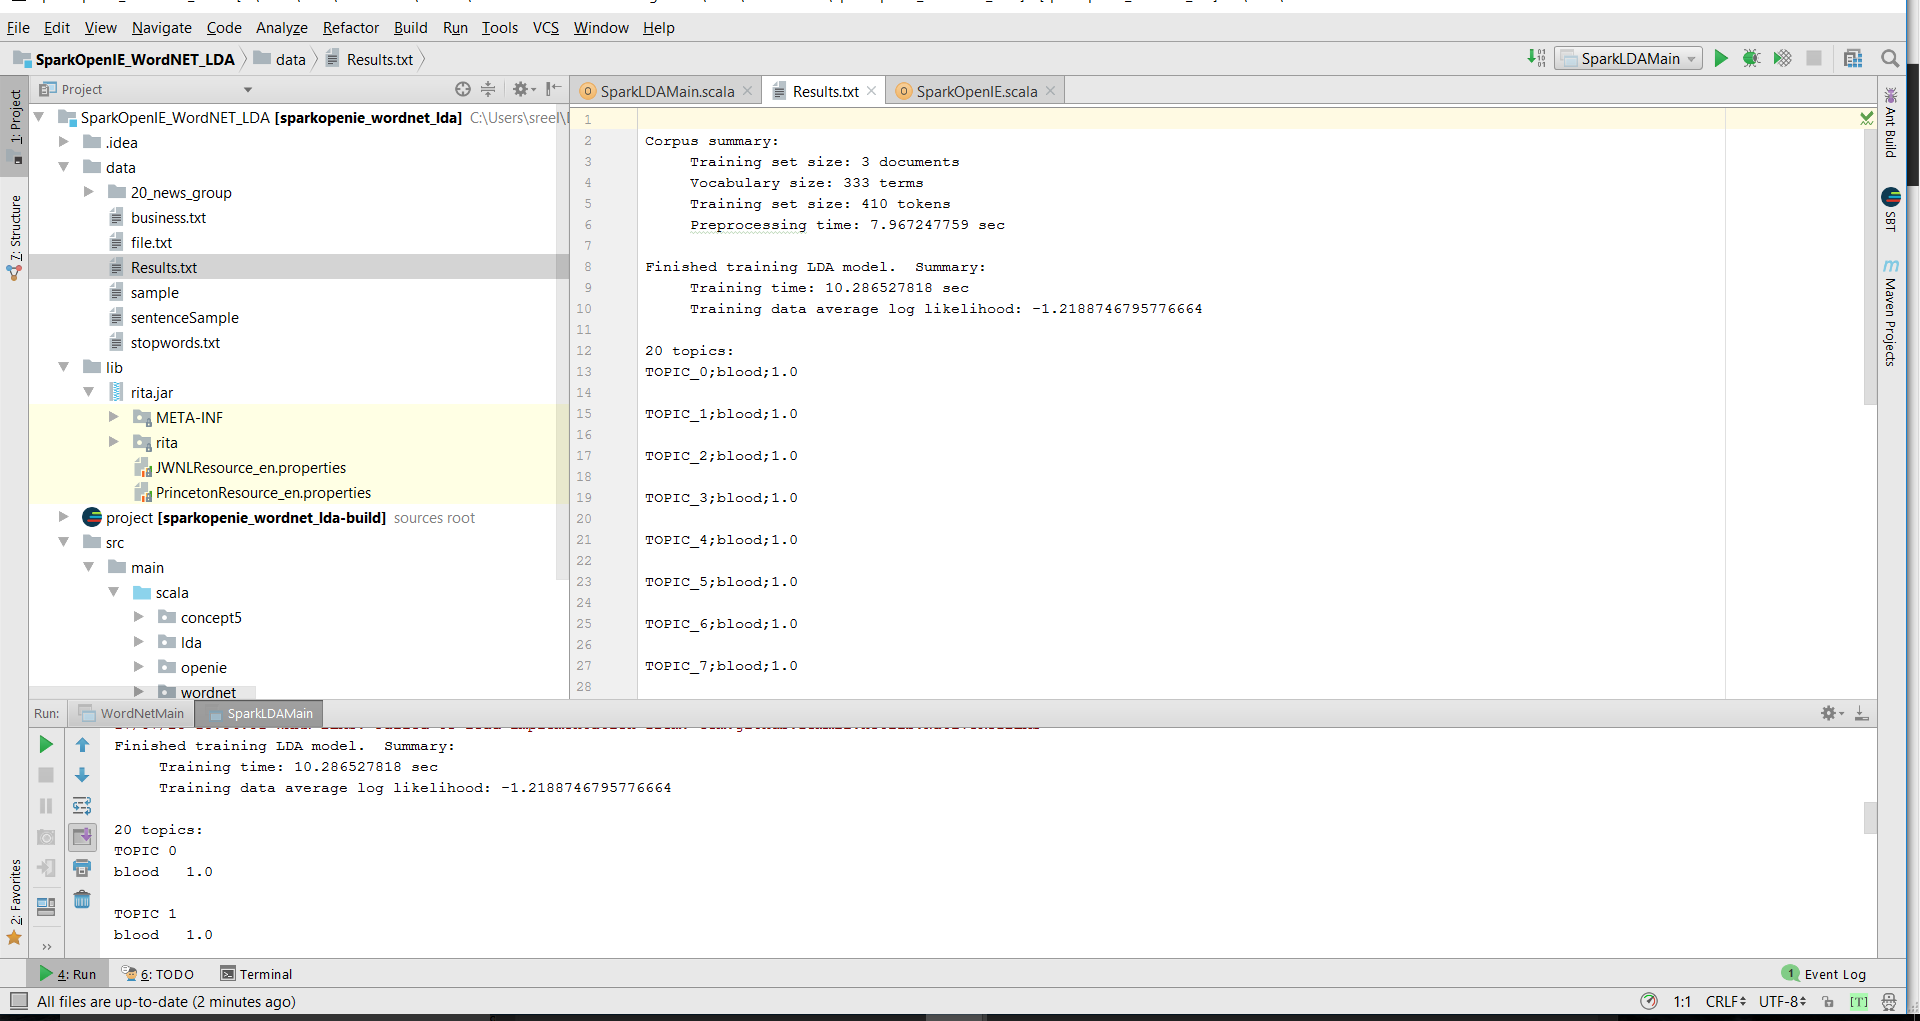 File Edit View Navigate Code Analyze Refactor Build Run Tools VCS Window Help
SparkOpenIE_WordNET_LDA data Results.txt SparkLDAMain
1: Project
7: Structure
2: Favorites
Project
SparkOpenIE_WordNET_LDA [sparkopenie_wordnet_lda] C:\Users\sreel\
.idea
data
20_news_group
business.txt
file.txt
Results.txt
sample
sentenceSample
stopwords.txt
lib
rita.jar
META-INF
rita
JWNLResource_en.properties
PrincetonResource_en.properties
project [sparkopenie_wordnet_lda-build] sources root
src
main
scala
concept5
lda
openie
wordnet
SparkLDAMain.scala Results.txt SparkOpenIE.scala
1
2 Corpus summary:
3 Training set size: 3 documents
4 Vocabulary size: 333 terms
5 Training set size: 410 tokens
6 Preprocessing time: 7.967247759 sec
7
8 Finished training LDA model.  Summary:
9 Training time: 10.286527818 sec
10 Training data average log likelihood: -1.2188746795776664
11
12 20 topics:
13 TOPIC_0;blood;1.0
14
15 TOPIC_1;blood;1.0
16
17 TOPIC_2;blood;1.0
18
19 TOPIC_3;blood;1.0
20
21 TOPIC_4;blood;1.0
22
23 TOPIC_5;blood;1.0
24
25 TOPIC_6;blood;1.0
26
27 TOPIC_7;blood;1.0
28
Ant Build
SBT
Maven Projects
Run: WordNetMain SparkLDAMain
Finished training LDA model.  Summary:
Training time: 10.286527818 sec
Training data average log likelihood: -1.2188746795776664
20 topics:
TOPIC 0
blood   1.0
TOPIC 1
blood   1.0
4: Run 6: TODO Terminal 1 Event Log
All files are up-to-date (2 minutes ago) 1:1 CRLF UTF-8 [T]